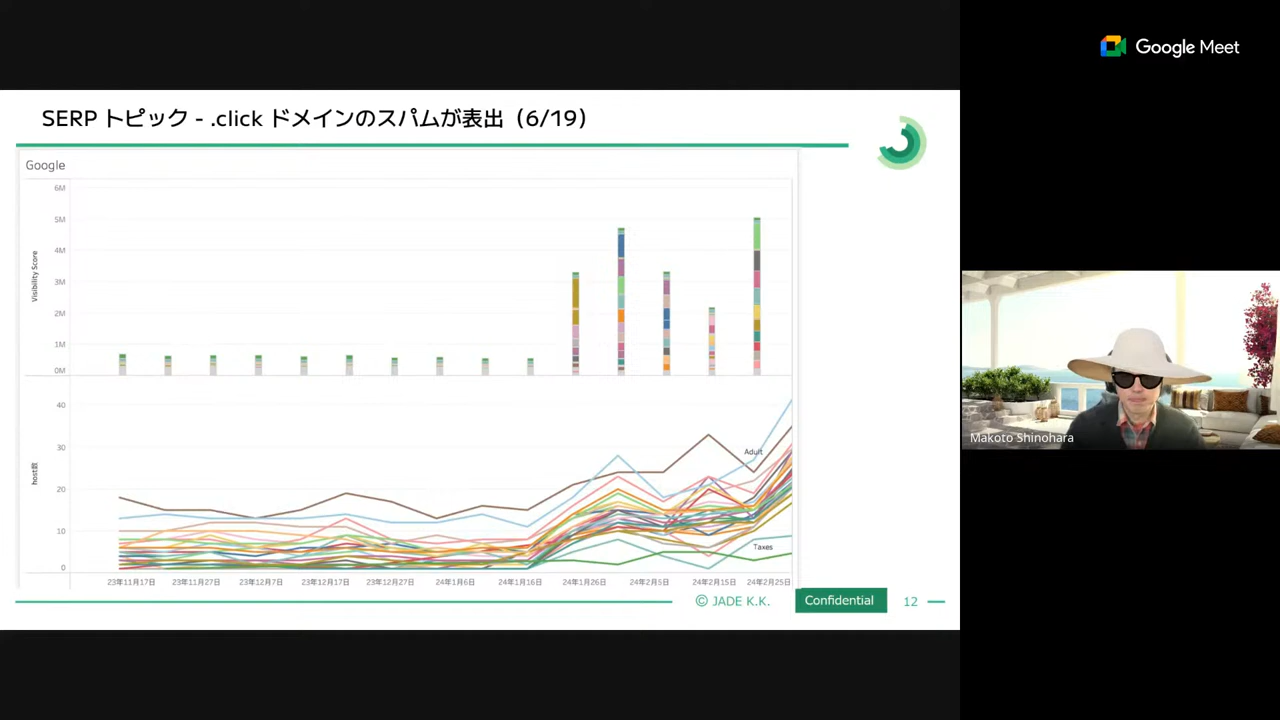 Google Meet
SERP トピック - .click ドメインのスパムが表出（6/19）
Google
Visibility Score
6M
5M
4M
3M
2M
1M
0M
host数
40
30
20
10
0
Adult
Taxes
23年11月17日 23年11月27日 23年12月7日 23年12月17日 23年12月27日 24年1月6日 24年1月16日 24年1月26日 24年2月5日 24年2月15日 24年2月25日
© JADE K.K. Confidential 12
Makoto Shinohara